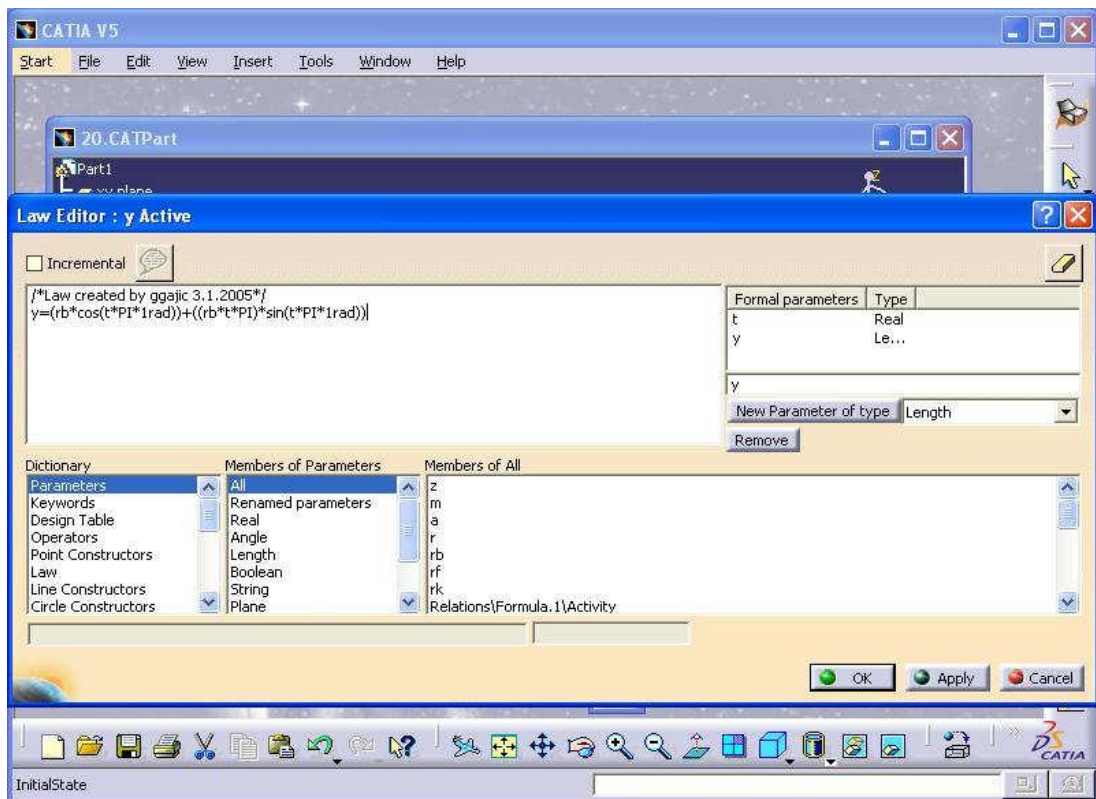 CATIA V5
Start File Edit View Insert Tools Window Help
20.CATPart
Part1
xy plane
Law Editor : y Active
Incremental
/*Law created by ggajic 3.1.2005*/
y=(rb*cos(t*PI*1rad))+((rb*t*PI)*sin(t*PI*1rad))
Formal parameters Type
t Real
y Le...
y
New Parameter of type Length
Remove
Dictionary Members of Parameters Members of All
Parameters All z
Keywords Renamed parameters m
Design Table Real a
Operators Angle r
Point Constructors Length rb
Law Boolean rf
Line Constructors String rk
Circle Constructors Plane Relations\Formula.1\Activity
OK Apply Cancel
CATIA
InitialState